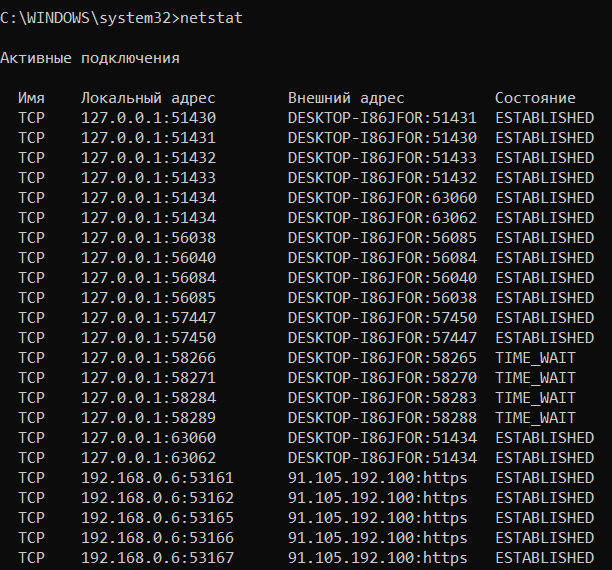 C:\WINDOWS\system32>netstat
Активные подключения
Имя Локальный адрес Внешний адрес Состояние
TCP 127.0.0.1:51430 DESKTOP-I86JFOR:51431 ESTABLISHED
TCP 127.0.0.1:51431 DESKTOP-I86JFOR:51430 ESTABLISHED
TCP 127.0.0.1:51432 DESKTOP-I86JFOR:51433 ESTABLISHED
TCP 127.0.0.1:51433 DESKTOP-I86JFOR:51432 ESTABLISHED
TCP 127.0.0.1:51434 DESKTOP-I86JFOR:63060 ESTABLISHED
TCP 127.0.0.1:51434 DESKTOP-I86JFOR:63062 ESTABLISHED
TCP 127.0.0.1:56038 DESKTOP-I86JFOR:56085 ESTABLISHED
TCP 127.0.0.1:56040 DESKTOP-I86JFOR:56084 ESTABLISHED
TCP 127.0.0.1:56084 DESKTOP-I86JFOR:56040 ESTABLISHED
TCP 127.0.0.1:56085 DESKTOP-I86JFOR:56038 ESTABLISHED
TCP 127.0.0.1:57447 DESKTOP-I86JFOR:57450 ESTABLISHED
TCP 127.0.0.1:57450 DESKTOP-I86JFOR:57447 ESTABLISHED
TCP 127.0.0.1:58266 DESKTOP-I86JFOR:58265 TIME_WAIT
TCP 127.0.0.1:58271 DESKTOP-I86JFOR:58270 TIME_WAIT
TCP 127.0.0.1:58284 DESKTOP-I86JFOR:58283 TIME_WAIT
TCP 127.0.0.1:58289 DESKTOP-I86JFOR:58288 TIME_WAIT
TCP 127.0.0.1:63060 DESKTOP-I86JFOR:51434 ESTABLISHED
TCP 127.0.0.1:63062 DESKTOP-I86JFOR:51434 ESTABLISHED
TCP 192.168.0.6:53161 91.105.192.100:https ESTABLISHED
TCP 192.168.0.6:53162 91.105.192.100:https ESTABLISHED
TCP 192.168.0.6:53165 91.105.192.100:https ESTABLISHED
TCP 192.168.0.6:53166 91.105.192.100:https ESTABLISHED
TCP 192.168.0.6:53167 91.105.192.100:https ESTABLISHED